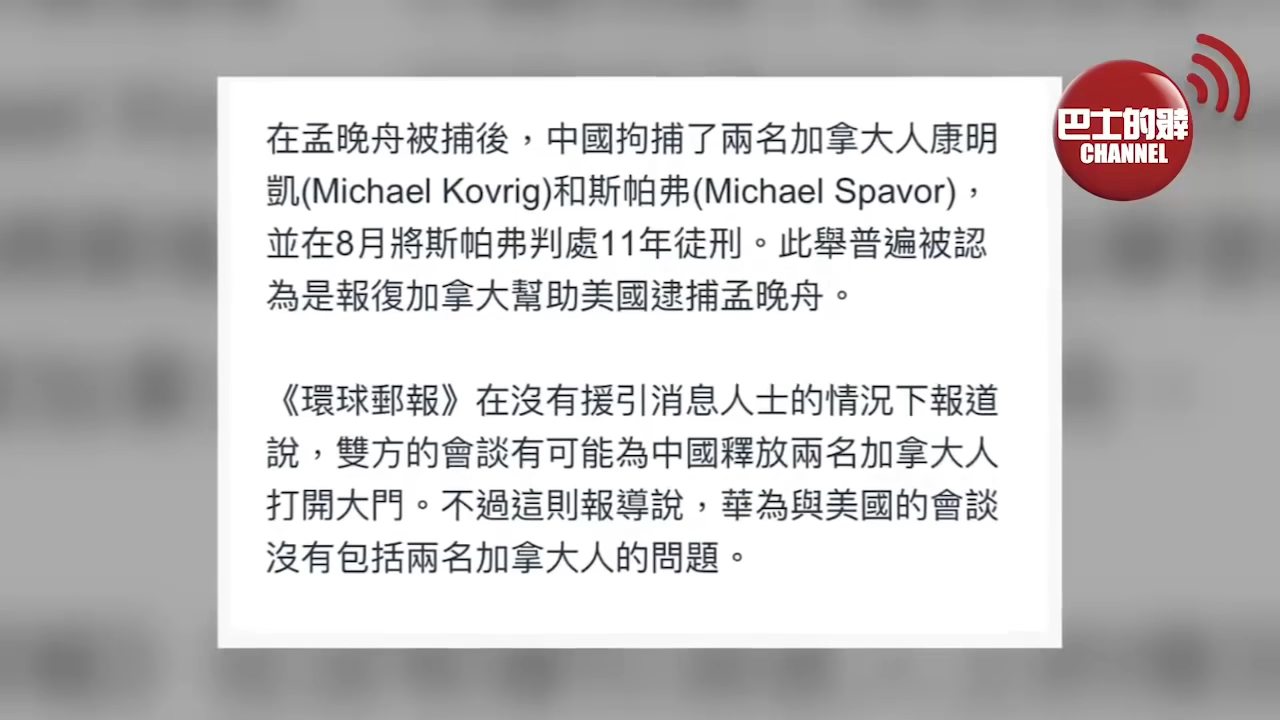 在孟晚舟被捕後，中國拘捕了兩名加拿大人康明
凱(Michael Kovrig)和斯帕弗(Michael Spavor)，
並在8月將斯帕弗判處11年徒刑。此舉普遍被認
為是報復加拿大幫助美國逮捕孟晚舟。
《環球郵報》在沒有援引消息人士的情況下報道
說，雙方的會談有可能為中國釋放兩名加拿大人
打開大門。不過這則報導說，華為與美國的會談
沒有包括兩名加拿大人的問題。
巴士的報
CHANNEL